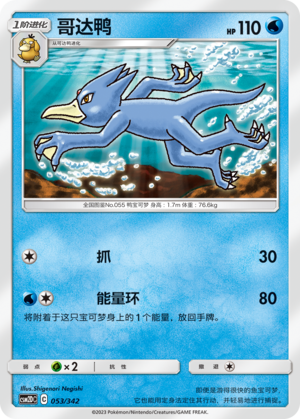 1阶进化
哥达鸭
HP 110
从可达鸭进化
全国图鉴No.055 鸭宝可梦 身高：1.7m 体重：76.6kg
抓 30
能量环 80
将附着于这只宝可梦身上的1个能量，放回手牌。
Illus.Shigenori Negishi
弱点 ×2 抗性 撤退
CSM2DC C 053/342
©2023 Pokémon/Nintendo/Creatures/GAME FREAK.